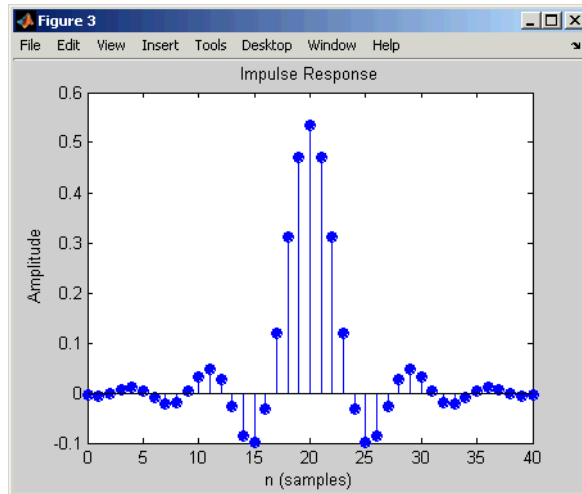 Figure 3
File Edit View Insert Tools Desktop Window Help
Impulse Response
0.6
0.5
0.4
0.3
0.2
0.1
0
-0.1
Amplitude
0 5 10 15 20 25 30 35 40
n (samples)